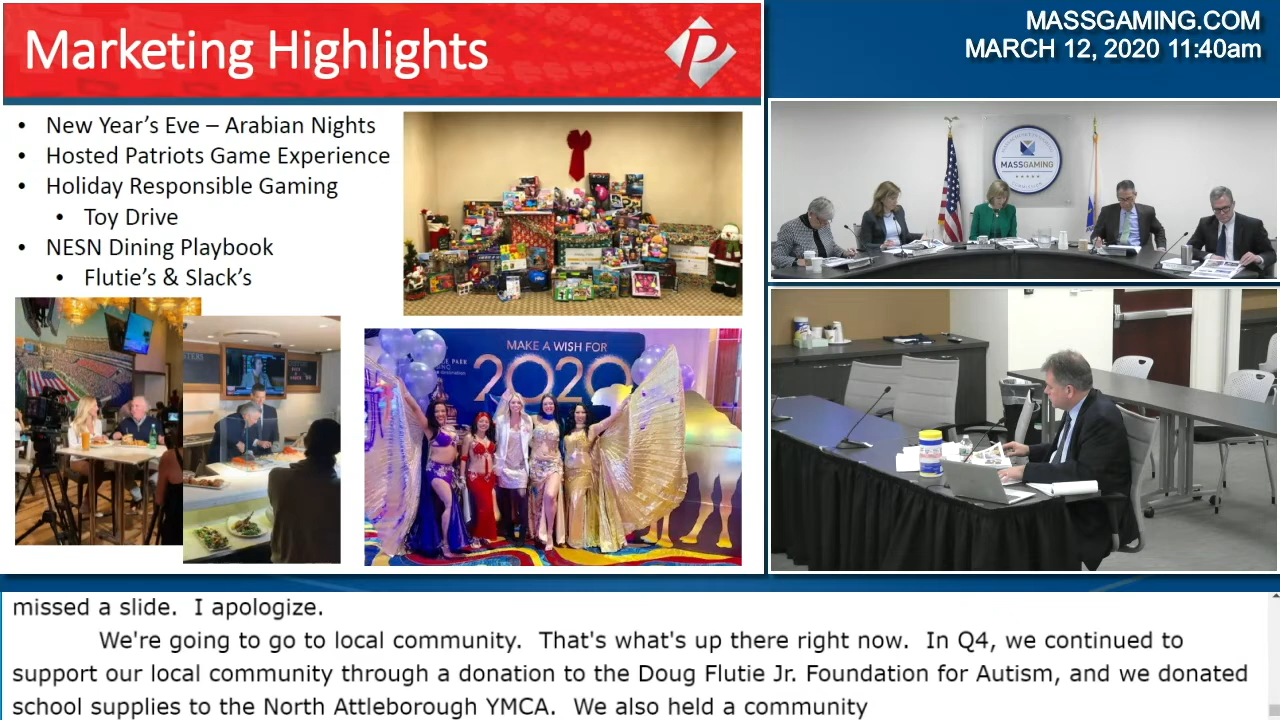 Marketing Highlights
MASSGAMING.COM
MARCH 12, 2020 11:40am
• New Year's Eve – Arabian Nights
• Hosted Patriots Game Experience
• Holiday Responsible Gaming
• Toy Drive
• NESN Dining Playbook
• Flutie's & Slack's
MASSGAMING
MAKE A WISH FOR
2020
missed a slide. I apologize.
We're going to go to local community. That's what's up there right now. In Q4, we continued to
support our local community through a donation to the Doug Flutie Jr. Foundation for Autism, and we donated
school supplies to the North Attleborough YMCA. We also held a community